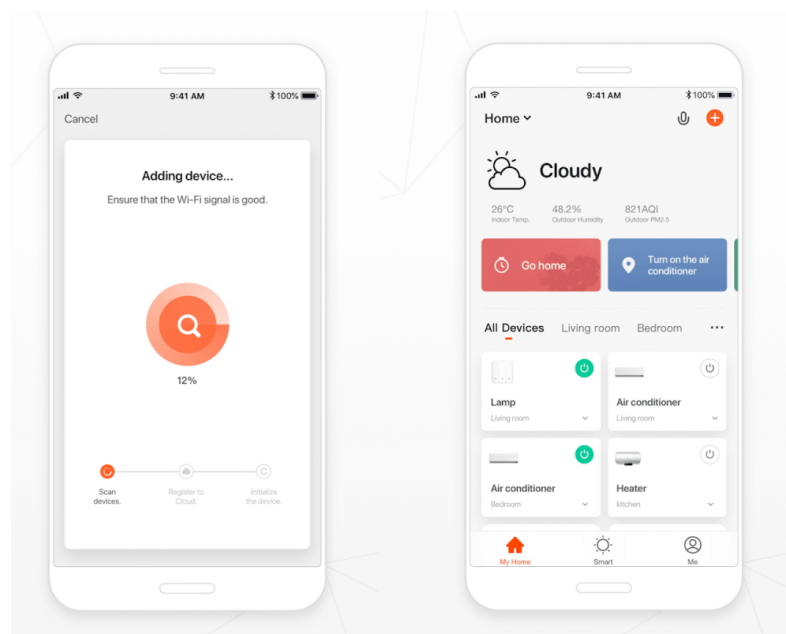 9:41 AM
100%
Cancel
Adding device...
Ensure that the Wi-Fi signal is good.
12%
Scan
devices.
Register to
Cloud.
Initialize
the device.
9:41 AM
100%
Home
Cloudy
26°C
Indoor Temp.
48.2%
Outdoor Humidity
821AQI
Outdoor PM2.5
Go home
Turn on the air
conditioner
All Devices
Living room
Bedroom
Lamp
Living room
Air conditioner
Living room
Air conditioner
Bedroom
Heater
kitchen
My Home
Smart
Me